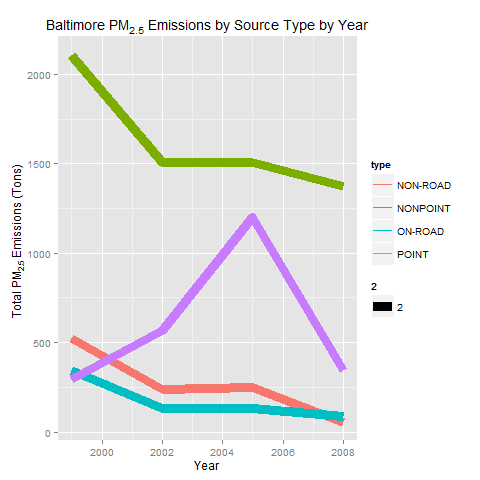 Baltimore PM2.5 Emissions by Source Type by Year
Total PM2.5 Emissions (Tons)
2000
1500
1000
500
0
2000
2002
2004
2006
2008
Year
type
NON-ROAD
NONPOINT
ON-ROAD
POINT
2
2